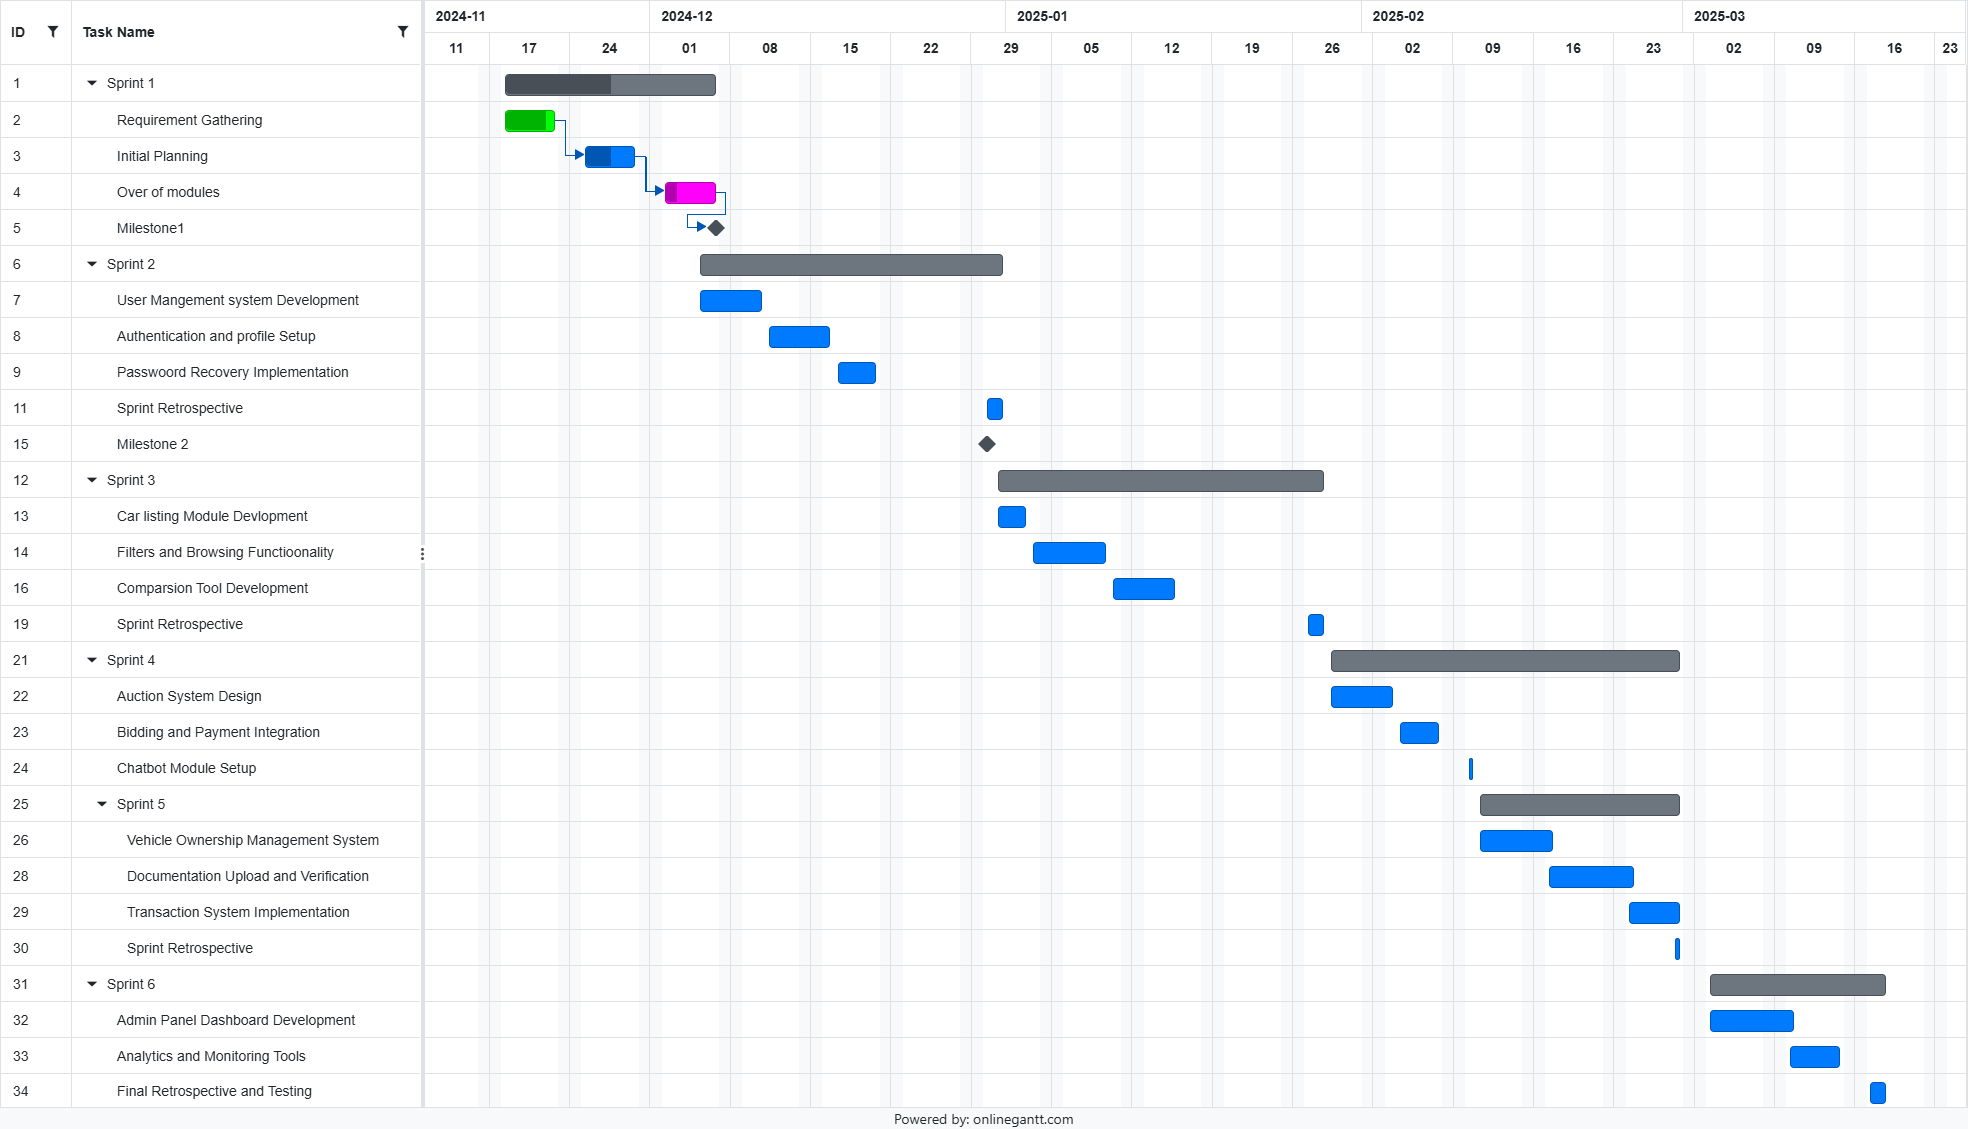 2024-11 2024-12 2025-01 2025-02 2025-03
ID Task Name
11 17 24 01 08 15 22 29 05 12 19 26 02 09 16 23 02 09 16 23
1 Sprint 1
2 Requirement Gathering
3 Initial Planning
4 Over of modules
5 Milestone1
6 Sprint 2
7 User Mangement system Development
8 Authentication and profile Setup
9 Passwoord Recovery Implementation
11 Sprint Retrospective
15 Milestone 2
12 Sprint 3
13 Car listing Module Devlopment
14 Filters and Browsing Functioonality
16 Comparsion Tool Development
19 Sprint Retrospective
21 Sprint 4
22 Auction System Design
23 Bidding and Payment Integration
24 Chatbot Module Setup
25 Sprint 5
26 Vehicle Ownership Management System
28 Documentation Upload and Verification
29 Transaction System Implementation
30 Sprint Retrospective
31 Sprint 6
32 Admin Panel Dashboard Development
33 Analytics and Monitoring Tools
34 Final Retrospective and Testing
Powered by: onlinegantt.com